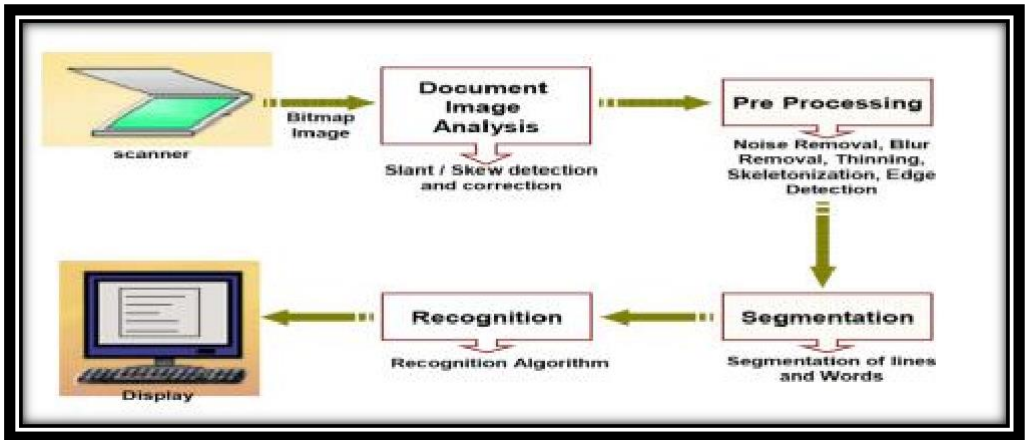 scanner
Bitmap
Image
Document
Image
Analysis
Slant / Skew detection
and correction
Pre Processing
Noise Removal, Blur
Removal, Thinning,
Skeletonization, Edge
Detection
Segmentation
Segmentation of lines
and Words
Recognition
Recognition Algorithm
Display